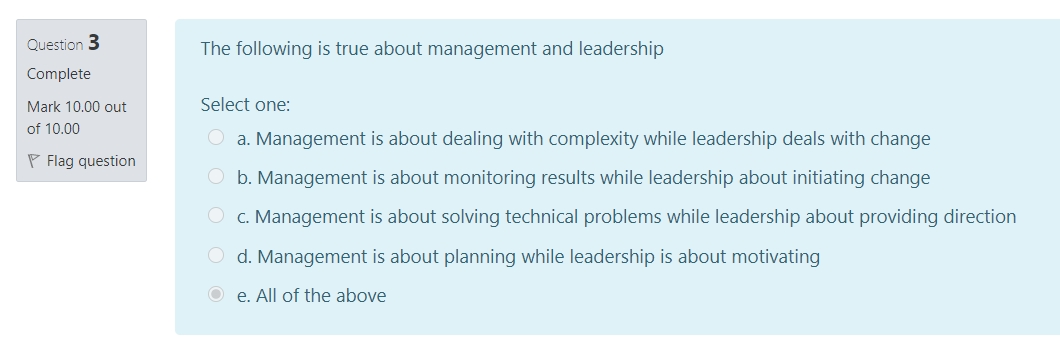 Question 3
Complete
Mark 10.00 out
of 10.00
Flag question
The following is true about management and leadership
Select one:
a. Management is about dealing with complexity while leadership deals with change
b. Management is about monitoring results while leadership about initiating change
c. Management is about solving technical problems while leadership about providing direction
d. Management is about planning while leadership is about motivating
e. All of the above